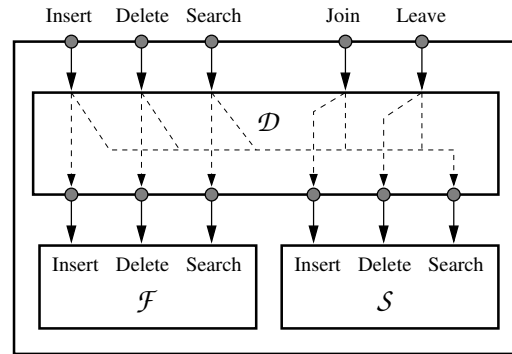 Insert Delete Search Join Leave
𝒟
Insert Delete Search Insert Delete Search
ℱ 𝒮